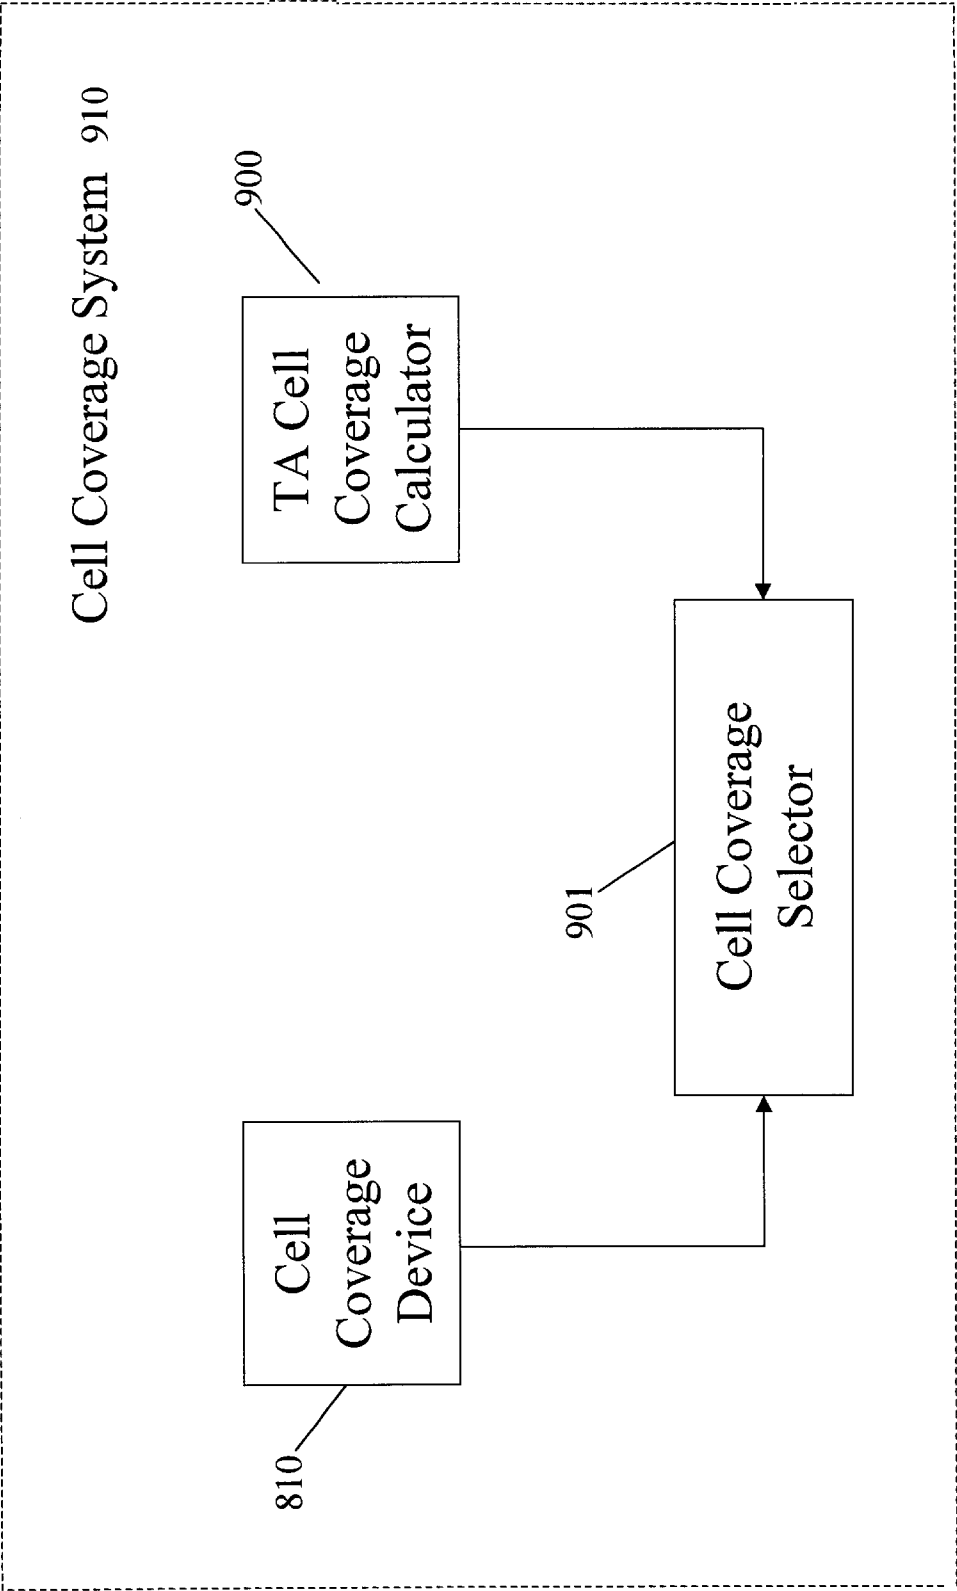 Cell Coverage System 910
810
Cell
Coverage
Device
900
TA Cell
Coverage
Calculator
901
Cell Coverage
Selector